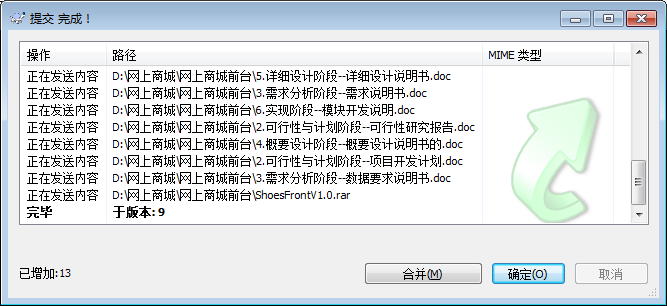 提交 完成！
操作 路径 MIME 类型
正在发送内容 D:\网上商城\网上商城前台\5.详细设计阶段--详细设计说明书.doc
正在发送内容 D:\网上商城\网上商城前台\3.需求分析阶段--需求说明书.doc
正在发送内容 D:\网上商城\网上商城前台\6.实现阶段--模块开发说明.doc
正在发送内容 D:\网上商城\网上商城前台\2.可行性与计划阶段--可行性研究报告.doc
正在发送内容 D:\网上商城\网上商城前台\4.概要设计阶段--概要设计说明书的.doc
正在发送内容 D:\网上商城\网上商城前台\2.可行性与计划阶段--项目开发计划.doc
正在发送内容 D:\网上商城\网上商城前台\3.需求分析阶段--数据要求说明书.doc
正在发送内容 D:\网上商城\网上商城前台\ShoesFrontV1.0.rar
完毕 于版本: 9
已增加:13 合并(M) 确定(O) 取消